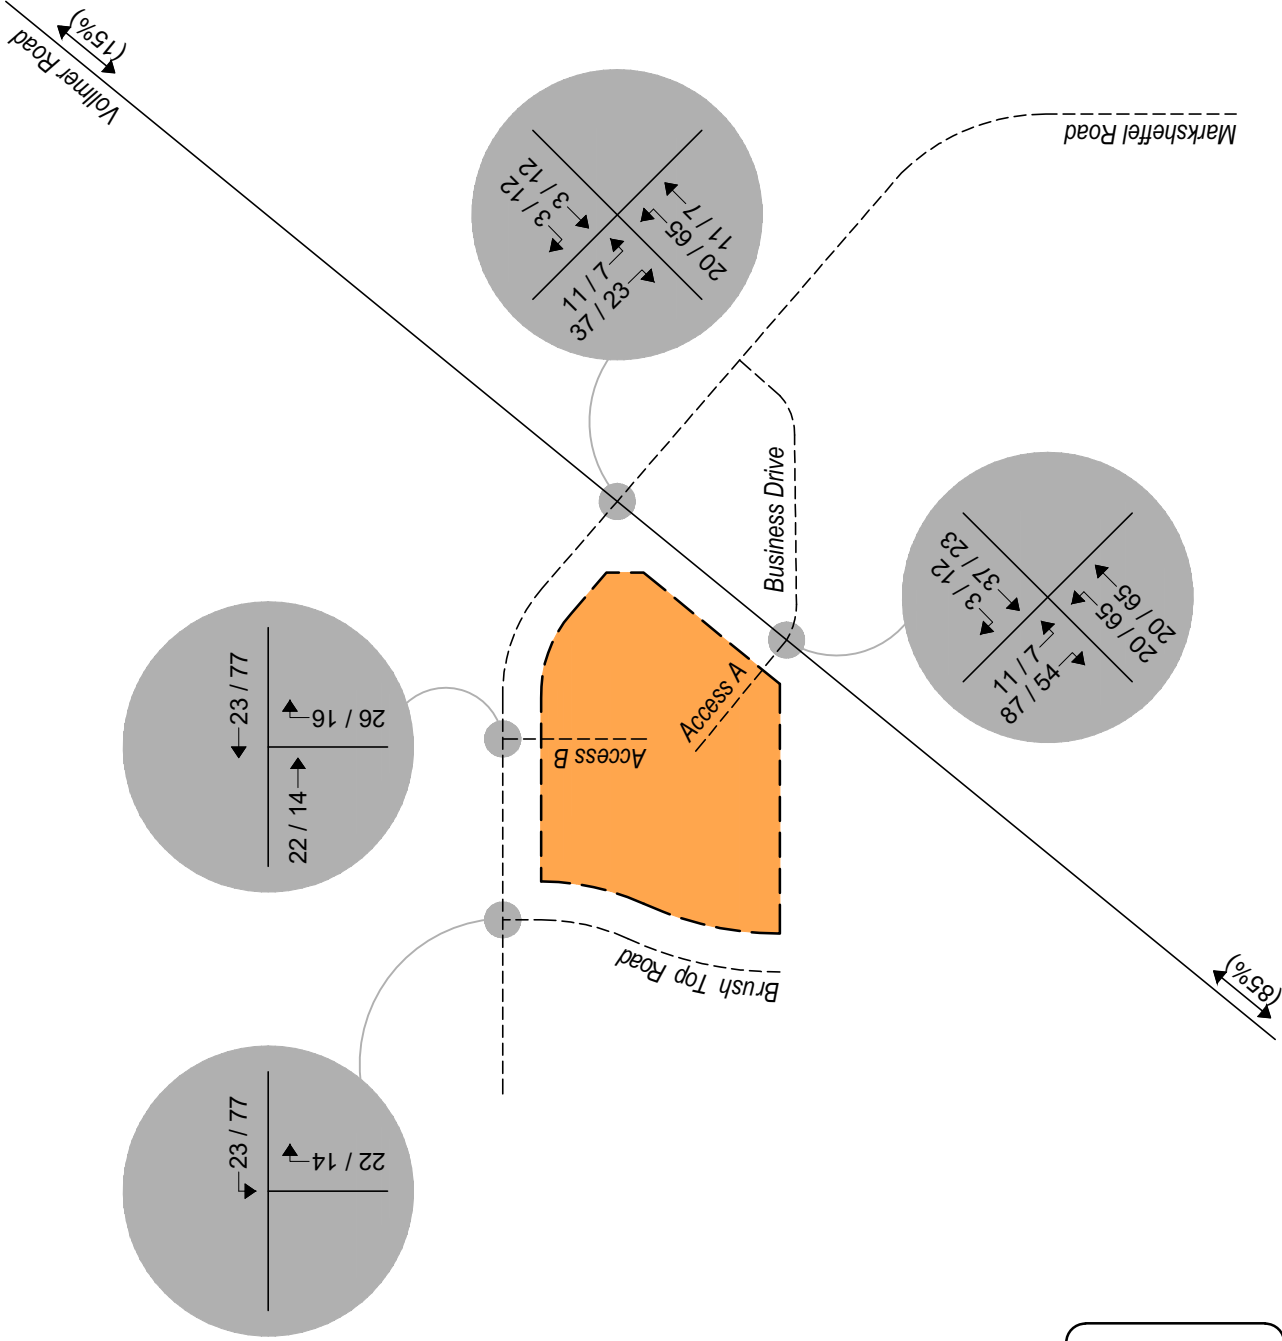 (15%)
Vollmer Road
Marksheffel Road
3 / 12
3 / 12
11 / 7
37 / 23
20 / 65
11 / 7
Business Drive
3 / 12
37 / 23
11 / 7
87 / 54
20 / 65
20 / 65
23 / 77
26 / 16
22 / 14
Access A
Access B
Brush Top Road
(85%)
23 / 77
22 / 14